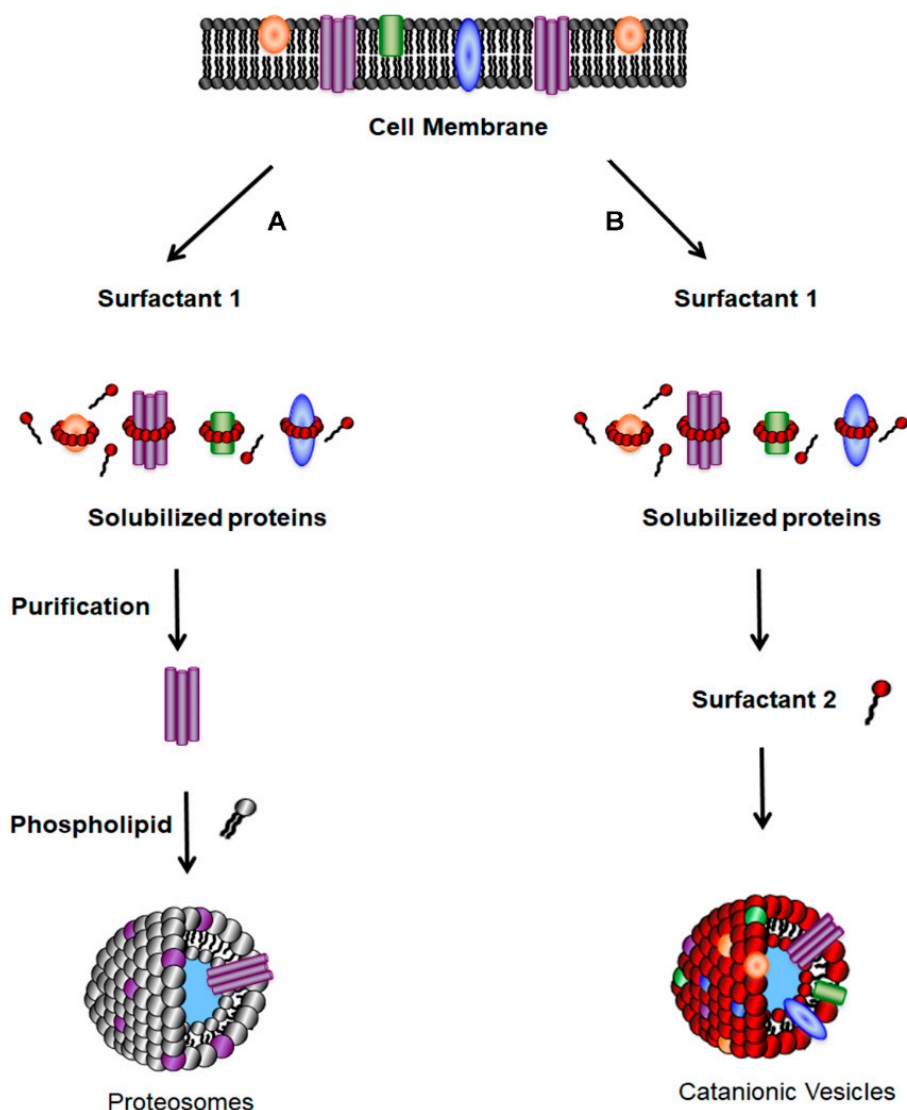 Cell Membrane
A
B
Surfactant 1
Surfactant 1
Solubilized proteins
Solubilized proteins
Purification
Surfactant 2
Phospholipid
Proteosomes
Catanionic Vesicles